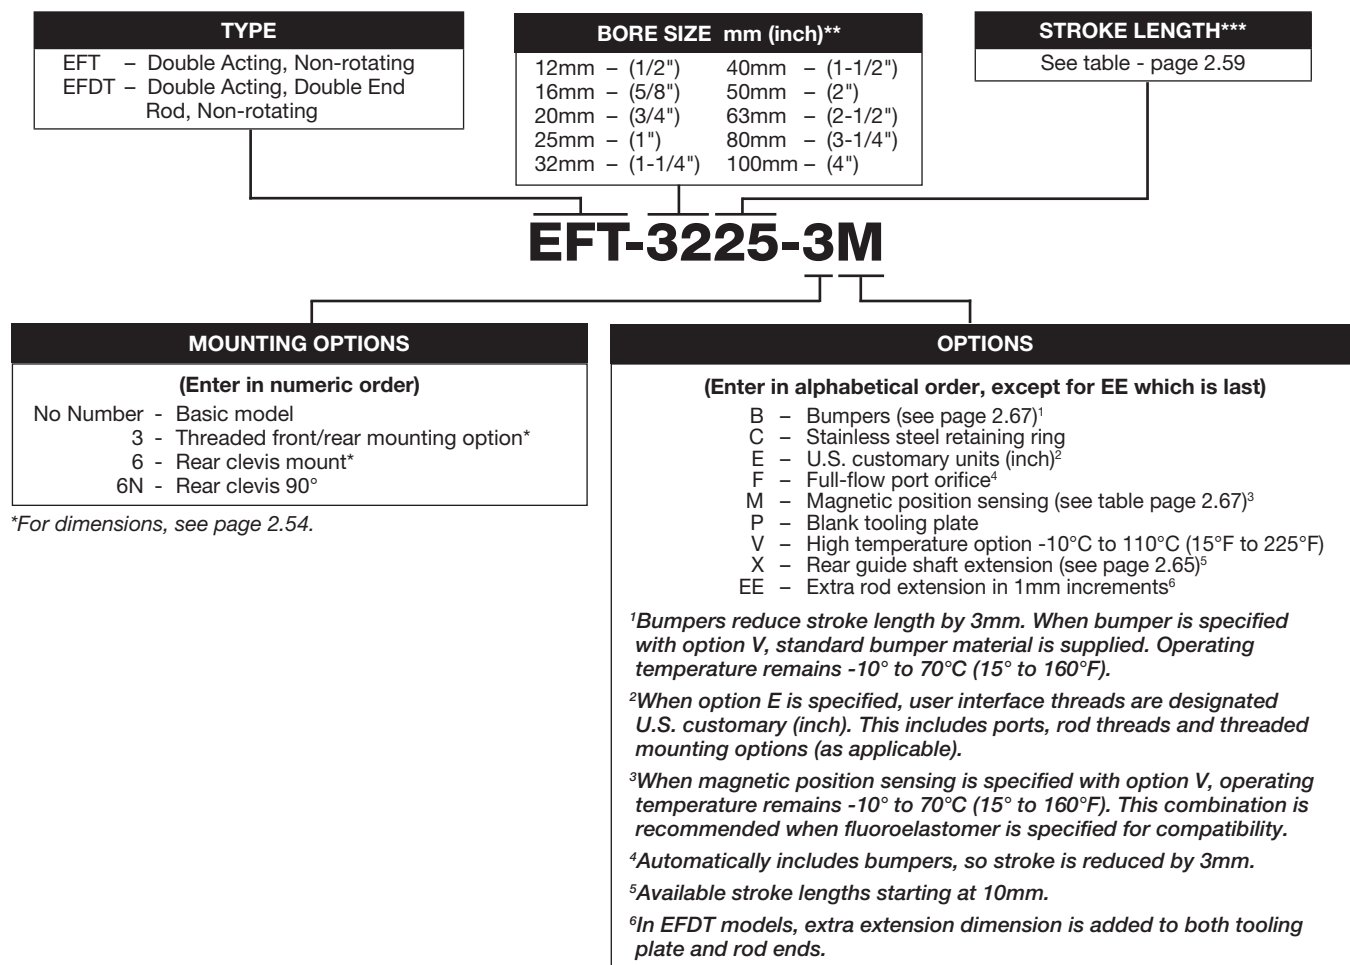 TYPE
EFT – Double Acting, Non-rotating
EFDT – Double Acting, Double End
Rod, Non-rotating
BORE SIZE mm (inch)**
12mm – (1/2") 40mm – (1-1/2")
16mm – (5/8") 50mm – (2")
20mm – (3/4") 63mm – (2-1/2")
25mm – (1") 80mm – (3-1/4")
32mm – (1-1/4") 100mm – (4")
STROKE LENGTH***
See table - page 2.59
EFT-3225-3M
MOUNTING OPTIONS
(Enter in numeric order)
No Number - Basic model
3 - Threaded front/rear mounting option*
6 - Rear clevis mount*
6N - Rear clevis 90°
*For dimensions, see page 2.54.
OPTIONS
(Enter in alphabetical order, except for EE which is last)
B – Bumpers (see page 2.67)¹
C – Stainless steel retaining ring
E – U.S. customary units (inch)²
F – Full-flow port orifice⁴
M – Magnetic position sensing (see table page 2.67)³
P – Blank tooling plate
V – High temperature option -10°C to 110°C (15°F to 225°F)
X – Rear guide shaft extension (see page 2.65)⁵
EE – Extra rod extension in 1mm increments⁶
¹Bumpers reduce stroke length by 3mm. When bumper is specified
with option V, standard bumper material is supplied. Operating
temperature remains -10° to 70°C (15° to 160°F).
²When option E is specified, user interface threads are designated
U.S. customary (inch). This includes ports, rod threads and threaded
mounting options (as applicable).
³When magnetic position sensing is specified with option V, operating
temperature remains -10° to 70°C (15° to 160°F). This combination is
recommended when fluoroelastomer is specified for compatibility.
⁴Automatically includes bumpers, so stroke is reduced by 3mm.
⁵Available stroke lengths starting at 10mm.
⁶In EFDT models, extra extension dimension is added to both tooling
plate and rod ends.